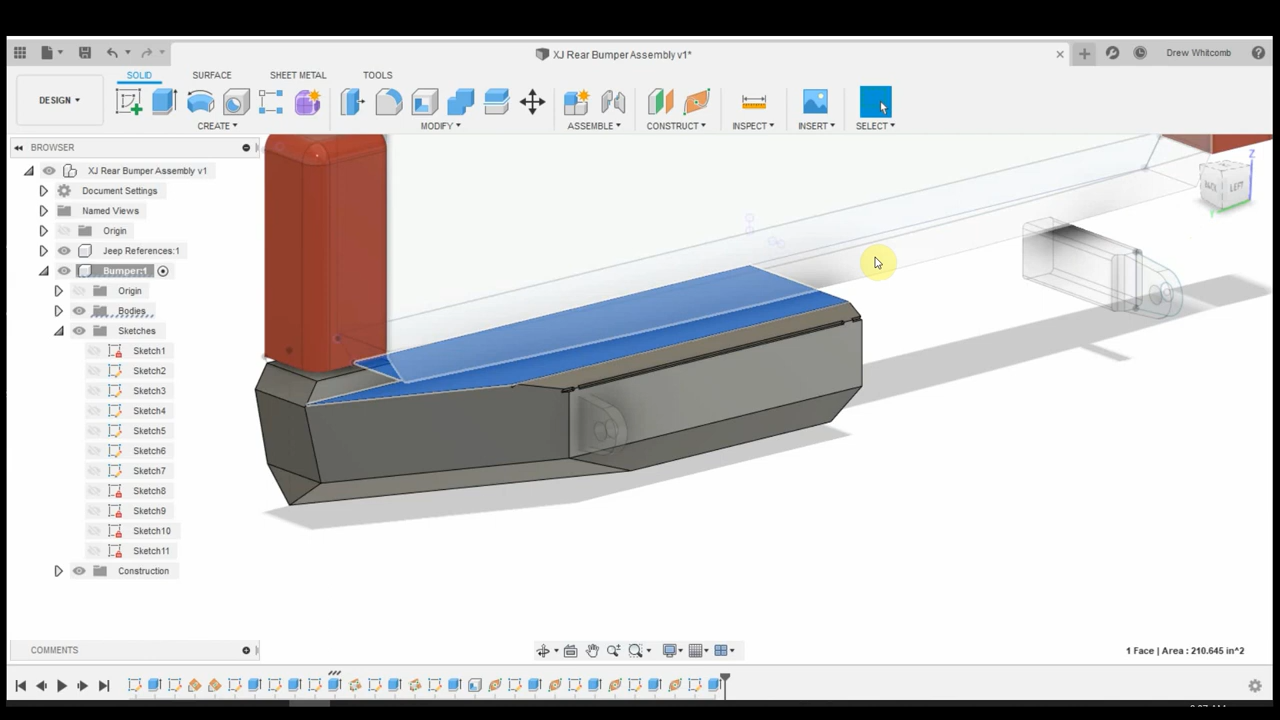 XJ Rear Bumper Assembly v1*
Drew Whitcomb
SOLID
SURFACE
SHEET METAL
TOOLS
DESIGN
CREATE
MODIFY
ASSEMBLE
CONSTRUCT
INSPECT
INSERT
SELECT
BROWSER
XJ Rear Bumper Assembly v1
Document Settings
Named Views
Origin
Jeep References:1
Bumper:1
Origin
Bodies
Sketches
Sketch1
Sketch2
Sketch3
Sketch4
Sketch5
Sketch6
Sketch7
Sketch8
Sketch9
Sketch10
Sketch11
Construction
Z
BACK
LEFT
Y
COMMENTS
1 Face | Area : 210.645 in^2